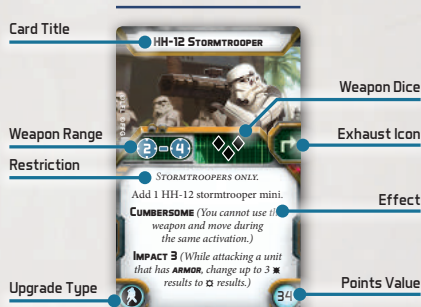 Card Title
HH-12 STORMTROOPER
Weapon Dice
Weapon Range
2 - 4
Exhaust Icon
Restriction
STORMTROOPERS ONLY.
Add 1 HH-12 stormtrooper mini.
Effect
CUMBERSOME (You cannot use
weapon and move during
the same activation.)
IMPACT 3 (While attacking a unit
that has ARMOR, change up to 3
results to results.)
Upgrade Type
34
Points Value